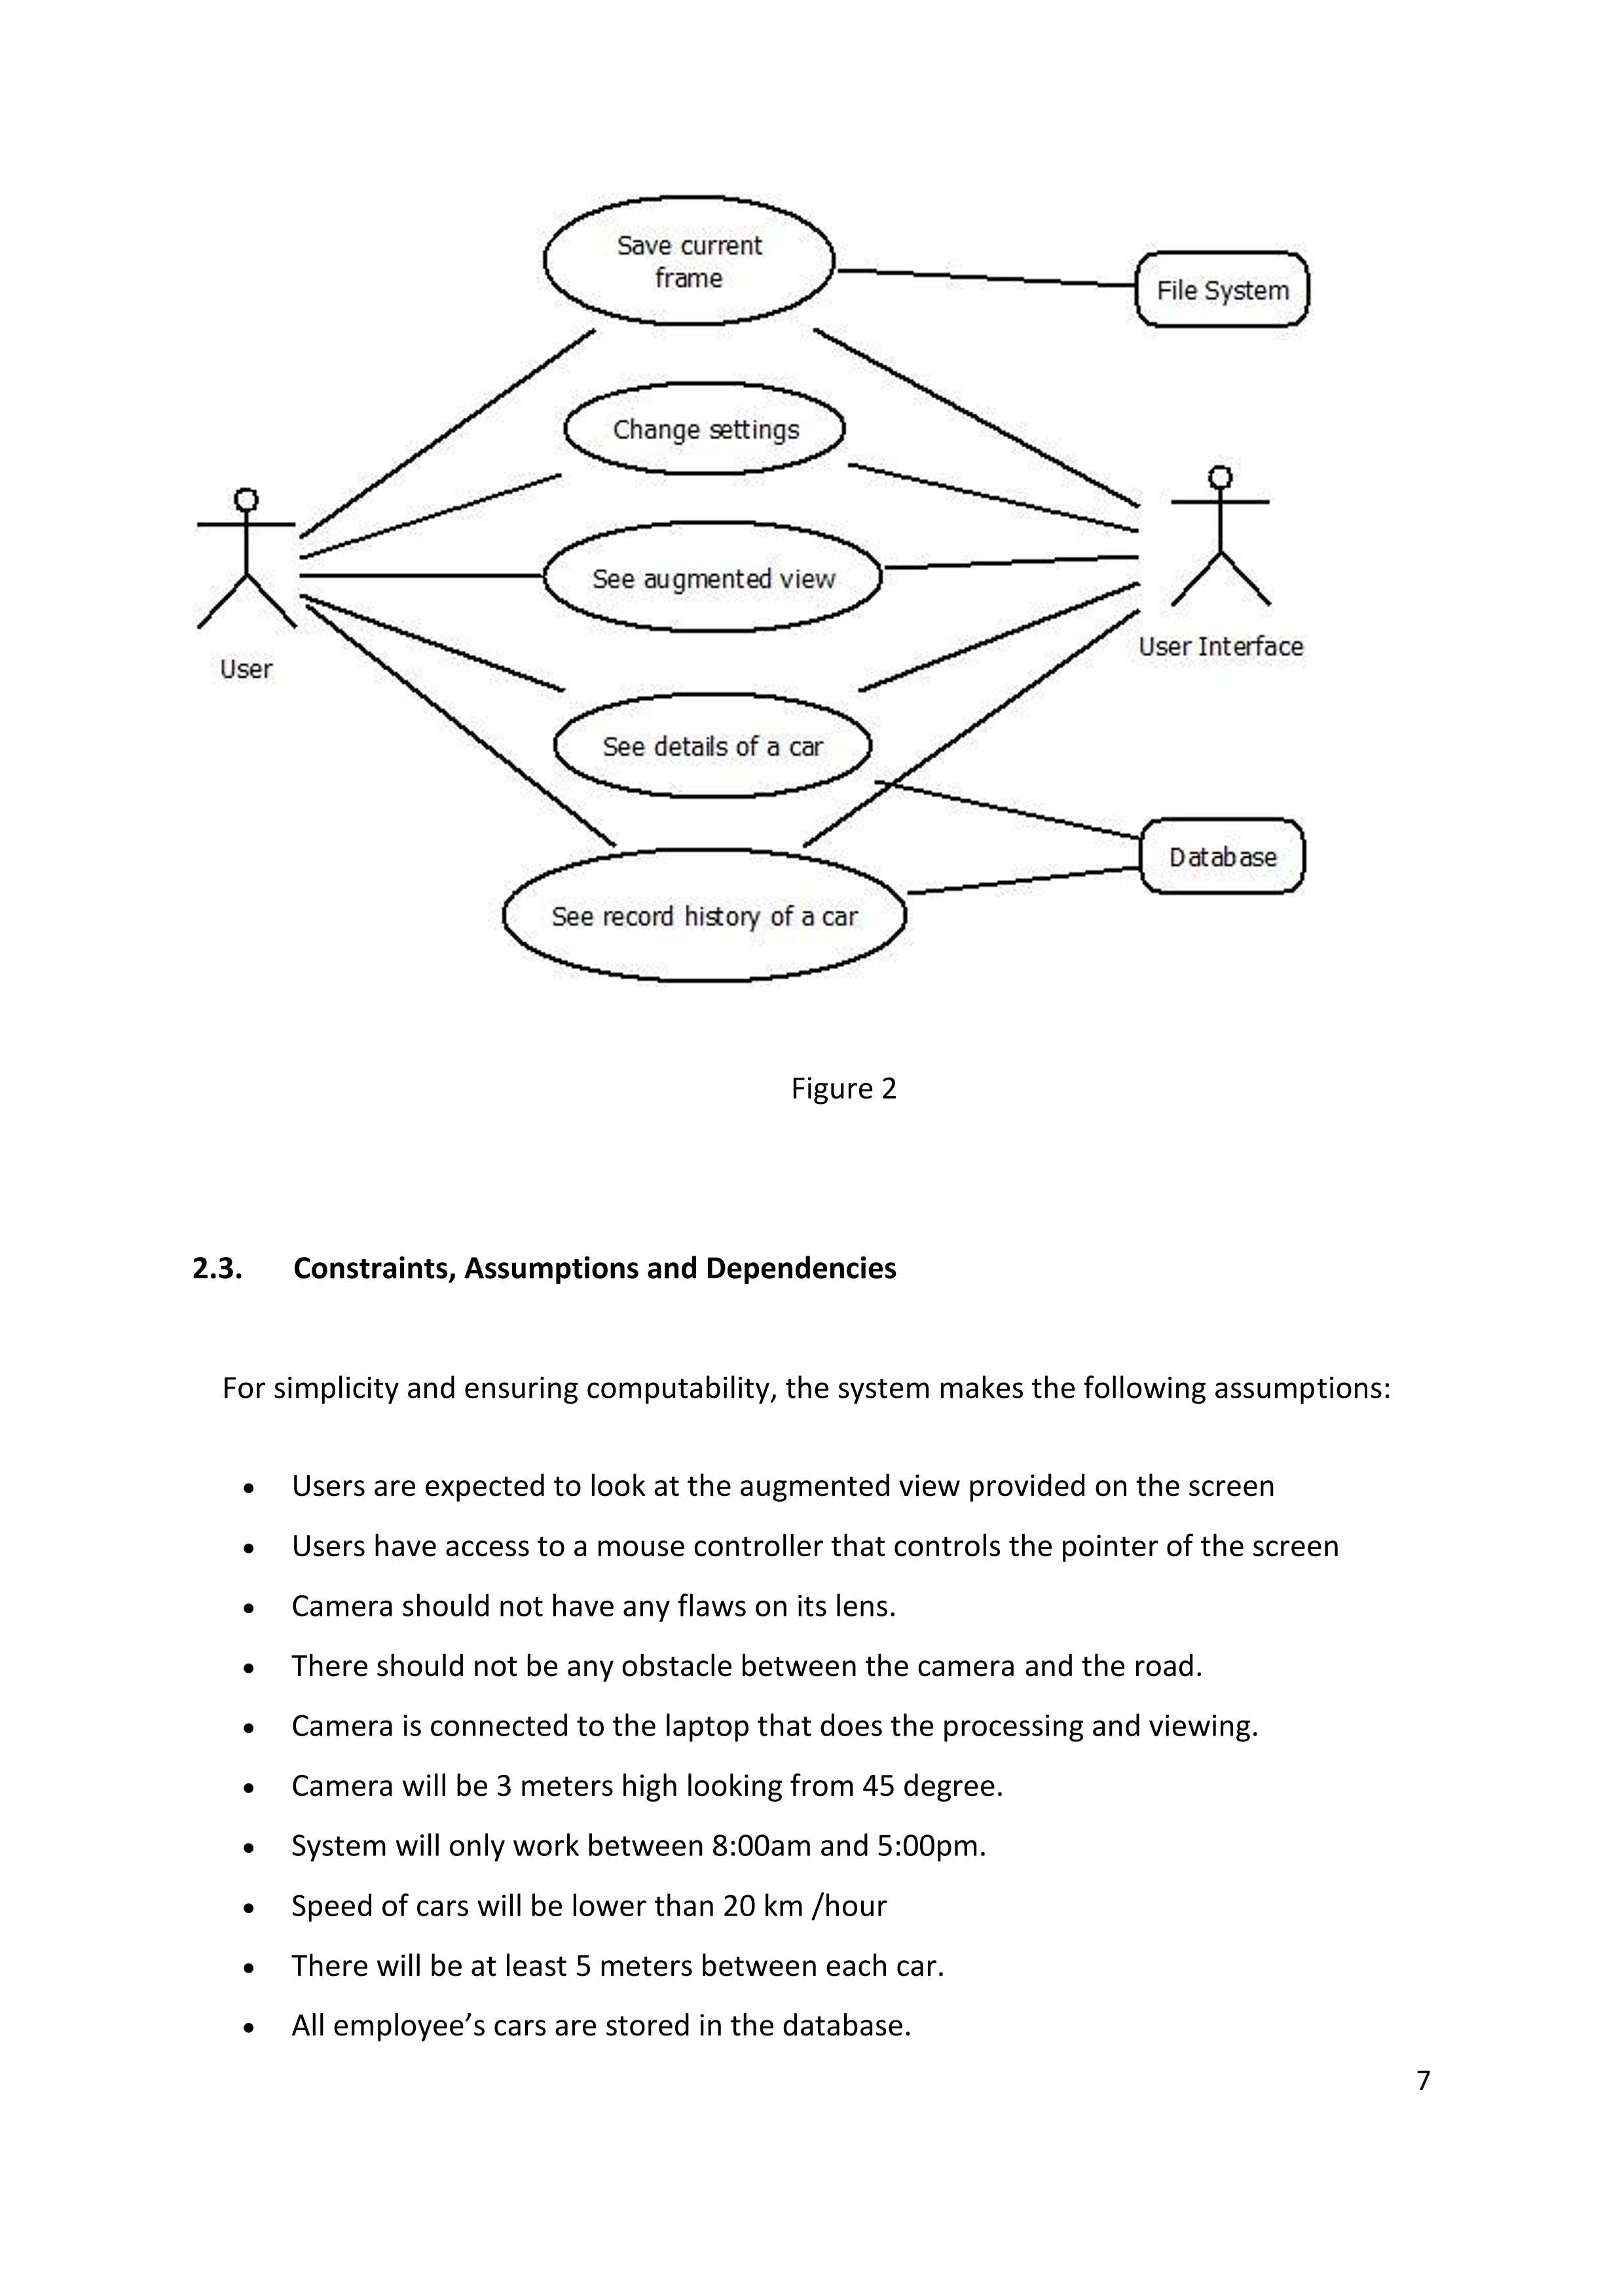 Save current
frame
File System
Change settings
See augmented view
User Interface
User
See details of a car
Database
See record history of a car
Figure 2
2.3. Constraints, Assumptions and Dependencies
For simplicity and ensuring computability, the system makes the following assumptions:
• Users are expected to look at the augmented view provided on the screen
• Users have access to a mouse controller that controls the pointer of the screen
• Camera should not have any flaws on its lens.
• There should not be any obstacle between the camera and the road.
• Camera is connected to the laptop that does the processing and viewing.
• Camera will be 3 meters high looking from 45 degree.
• System will only work between 8:00am and 5:00pm.
• Speed of cars will be lower than 20 km /hour
• There will be at least 5 meters between each car.
• All employee’s cars are stored in the database.
7